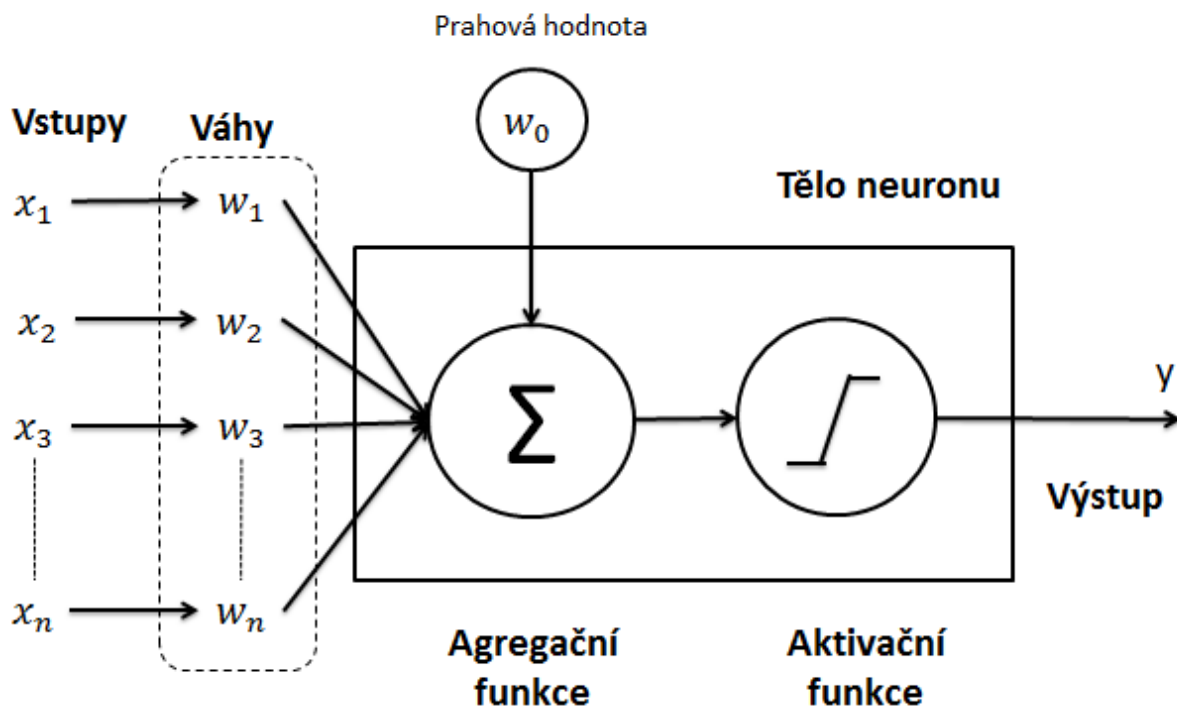 Prahová hodnota
w₀
Vstupy Váhy
Tělo neuronu
x₁ w₁
x₂ w₂
x₃ w₃
xₙ wₙ
Σ
y
Výstup
Agregační
funkce
Aktivační
funkce